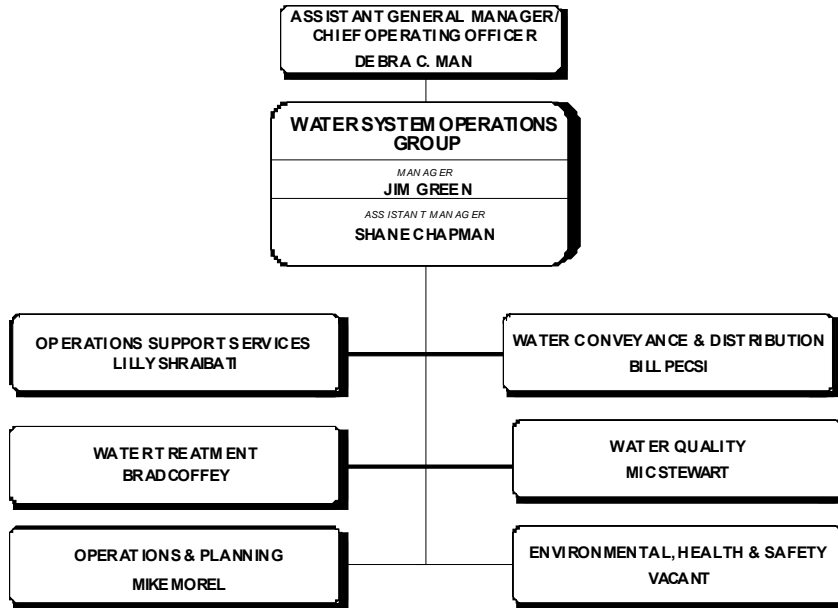 ASSISTANT GENERAL MANAGER/
CHIEF OPERATING OFFICER
DEBRA C. MAN
WATER SYSTEM OPERATIONS
GROUP
MANAGER
JIM GREEN
ASSISTANT MANAGER
SHANE CHAPMAN
OPERATIONS SUPPORT SERVICES
LILLY SHRAIBATI
WATER CONVEYANCE & DISTRIBUTION
BILL PECSI
WATER TREATMENT
BRAD COFFEY
WATER QUALITY
MIC STEWART
OPERATIONS & PLANNING
MIKE MOREL
ENVIRONMENTAL, HEALTH & SAFETY
VACANT